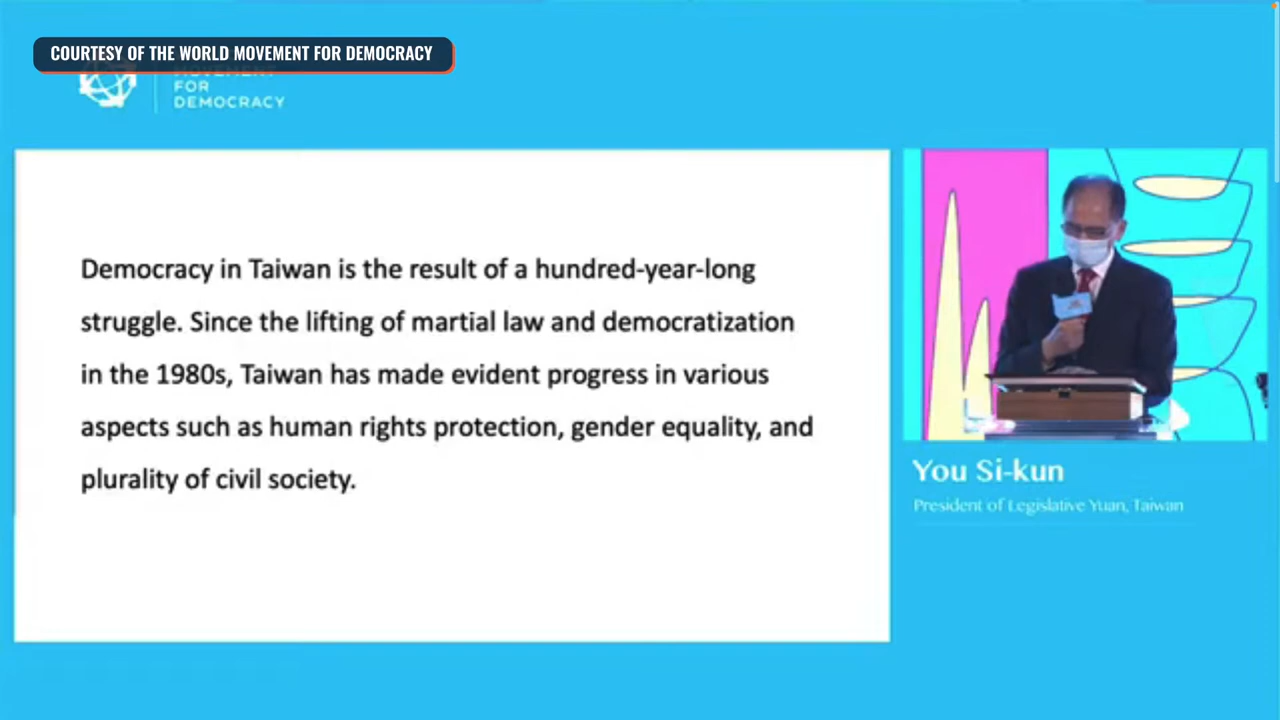 COURTESY OF THE WORLD MOVEMENT FOR DEMOCRACY
MOVEMENT
FOR
DEMOCRACY
Democracy in Taiwan is the result of a hundred-year-long
struggle. Since the lifting of martial law and democratization
in the 1980s, Taiwan has made evident progress in various
aspects such as human rights protection, gender equality, and
plurality of civil society.
You Si-kun
President of Legislative Yuan, Taiwan